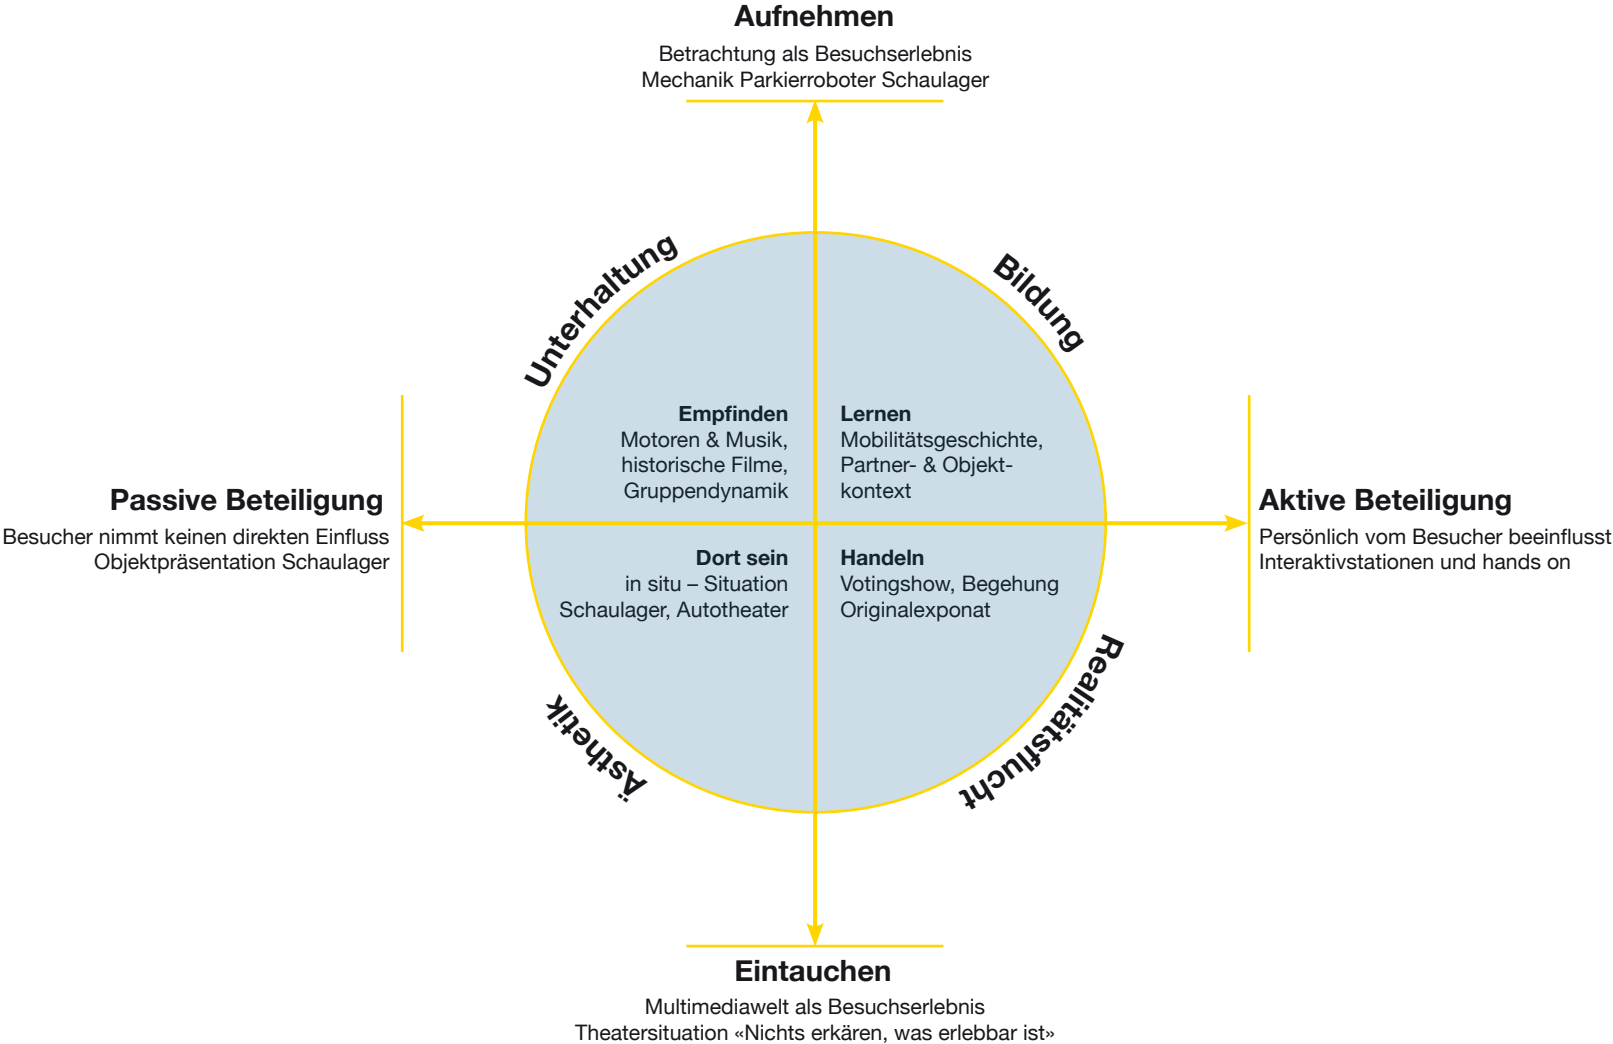 Aufnehmen
Betrachtung als Besuchserlebnis
Mechanik Parkierroboter Schaulager
Unterhaltung
Bildung
Empfinden
Motoren & Musik,
historische Filme,
Gruppendynamik
Lernen
Mobilitätsgeschichte,
Partner- & Objekt-
kontext
Passive Beteiligung
Besucher nimmt keinen direkten Einfluss
Objektpräsentation Schaulager
Aktive Beteiligung
Persönlich vom Besucher beeinflusst
Interaktivstationen und hands on
Dort sein
in situ – Situation
Schaulager, Autotheater
Handeln
Votingshow, Begehung
Originalexponat
Ästhetik
Realitätsflucht
Eintauchen
Multimediawelt als Besuchserlebnis
Theatersituation «Nichts erkären, was erlebbar ist»